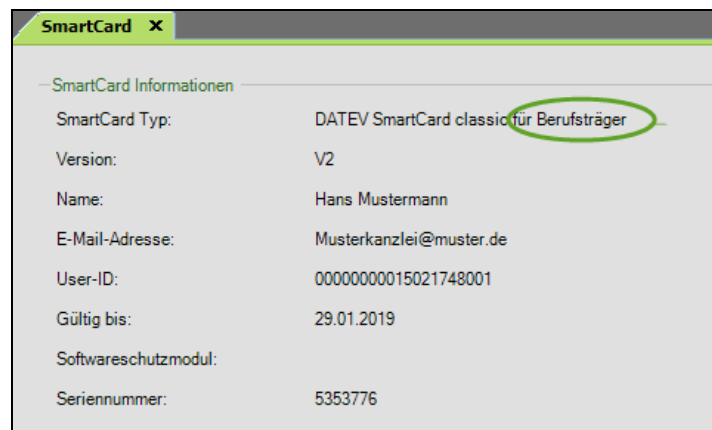 SmartCard X
SmartCard Informationen
SmartCard Typ: DATEV SmartCard classic für Berufsträger
Version: V2
Name: Hans Mustermann
E-Mail-Adresse: Musterkanzlei@muster.de
User-ID: 00000000015021748001
Gültig bis: 29.01.2019
Softwareschutzmodul:
Seriennummer: 5353776